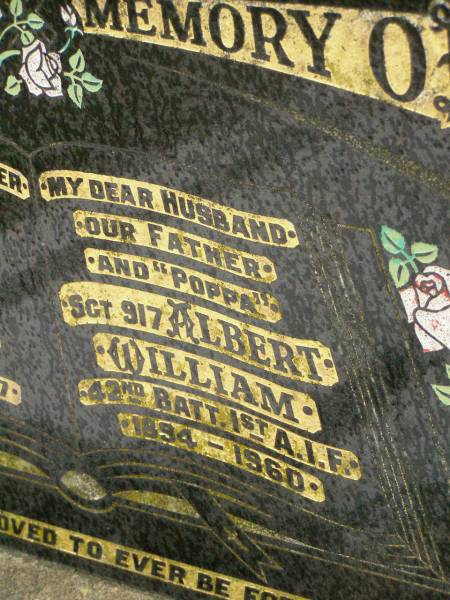 MEMORY O
·MY DEAR HUSBAND·
·OUR FATHER·
·AND "POPPA"·
·SGT 917 ALBERT·
·WILLIAM·
·42ND BATT. 1ST A.I.F.·
·1894 – 1960·
OVED TO EVER BE FOR